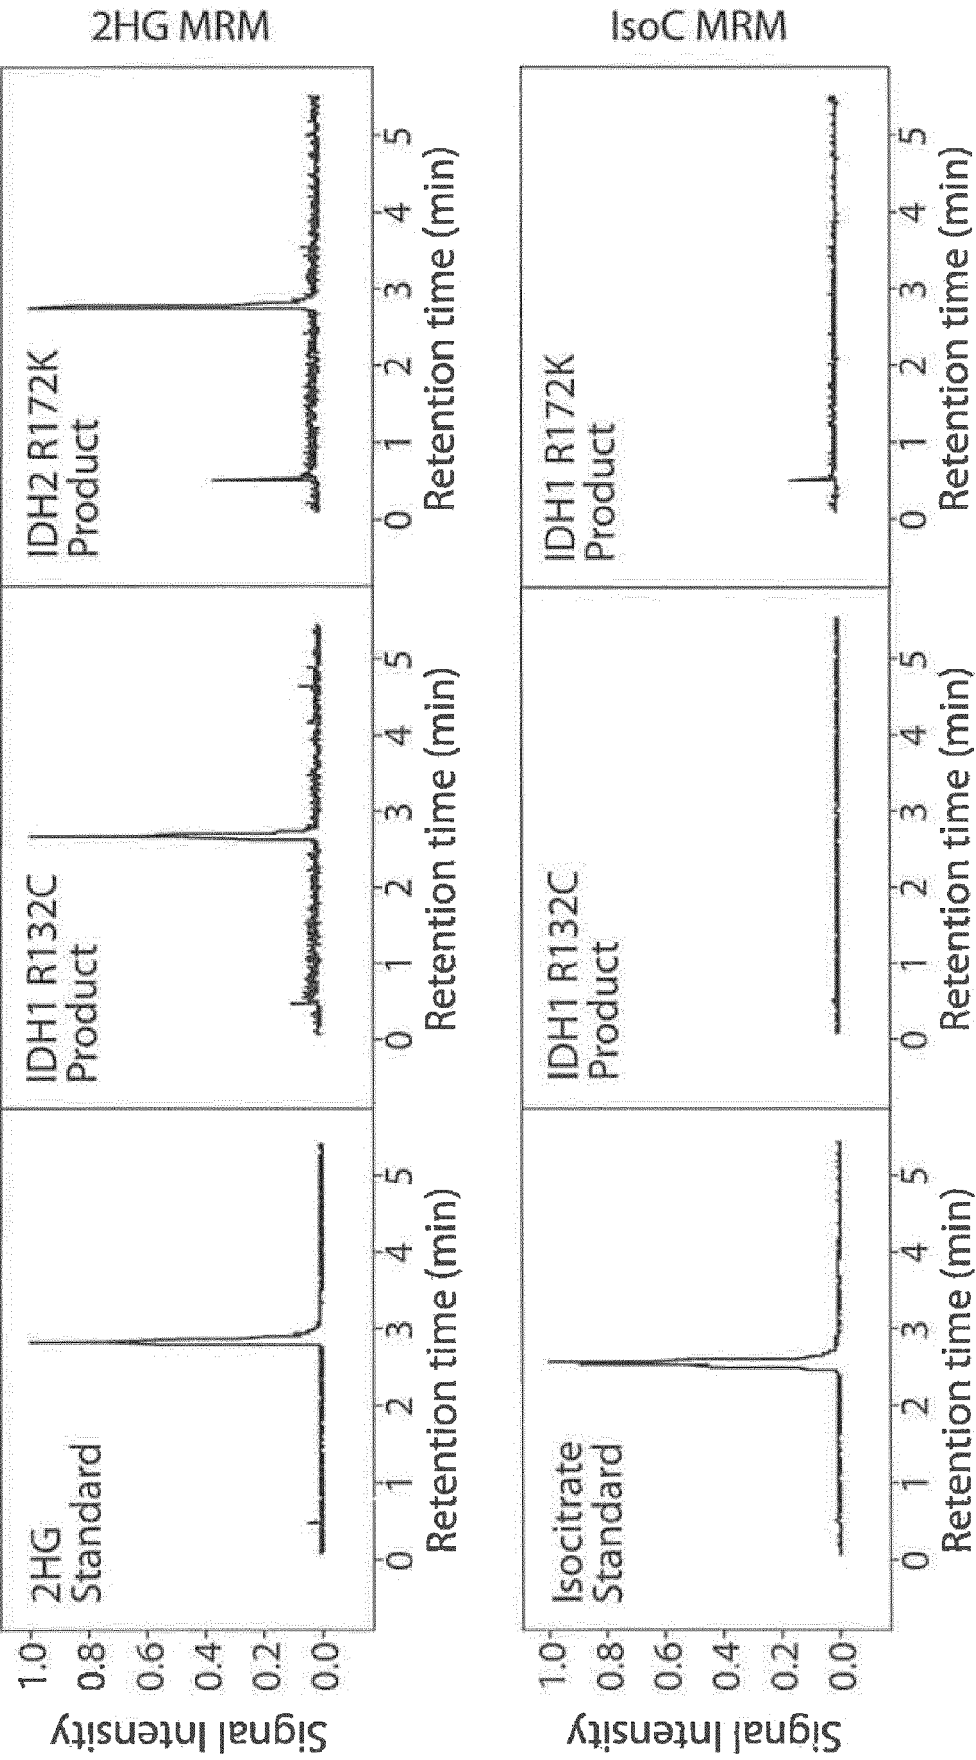 2HG MRM
Signal Intensity
1.0
0.8
0.6
0.4
0.2
0.0
2HG
Standard
0 1 2 3 4 5
Retention time (min)
IDH1 R132C
Product
0 1 2 3 4 5
Retention time (min)
IDH2 R172K
Product
0 1 2 3 4 5
Retention time (min)
IsoC MRM
Signal Intensity
1.0
0.8
0.6
0.4
0.2
0.0
Isocitrate
Standard
0 1 2 3 4 5
Retention time (min)
IDH1 R132C
Product
0 1 2 3 4 5
Retention time (min)
IDH1 R172K
Product
0 1 2 3 4 5
Retention time (min)